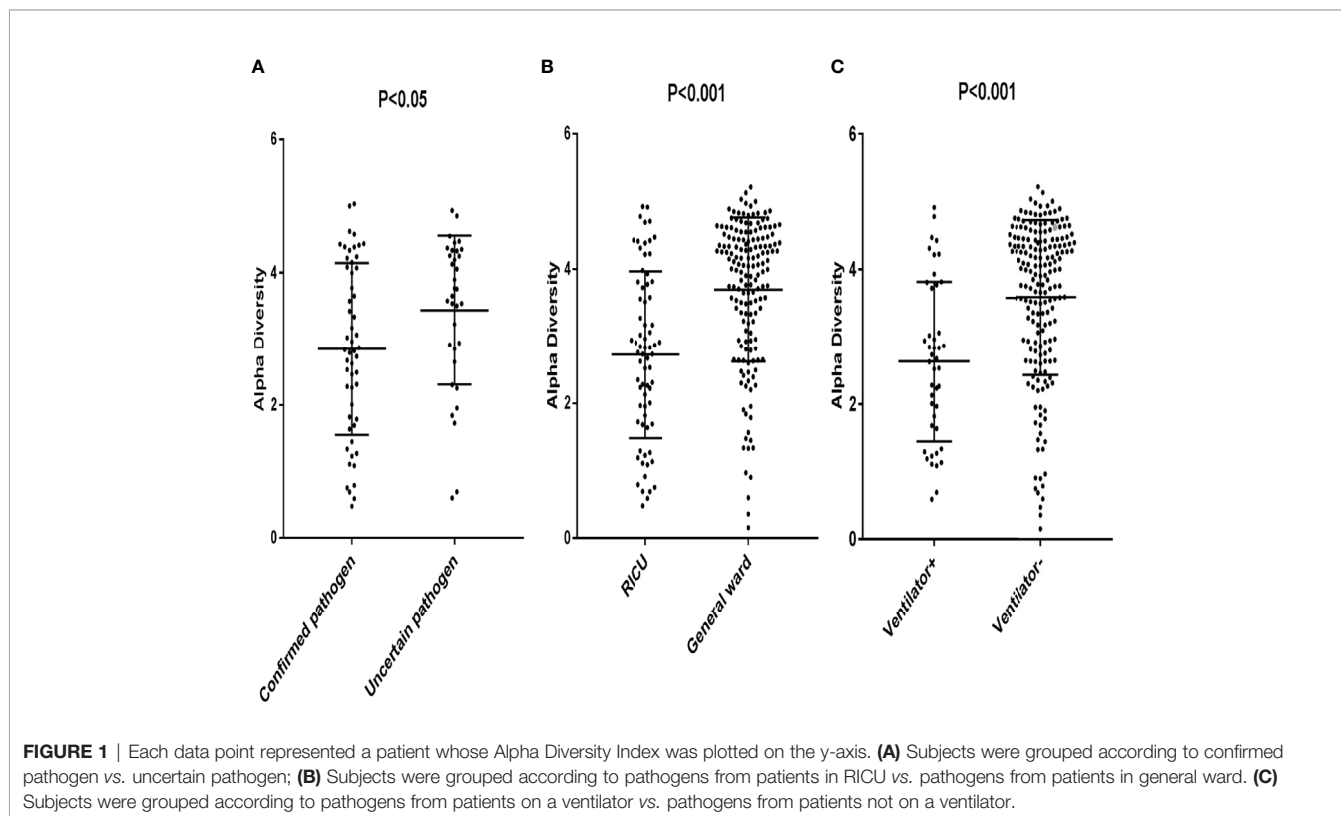 A
B
C
P<0.05
P<0.001
P<0.001
6
4
2
0
Alpha Diversity
Confirmed pathogen
Uncertain pathogen
6
4
2
0
Alpha Diversity
RICU
General ward
6
4
2
0
Alpha Diversity
Ventilator+
Ventilator-
FIGURE 1 | Each data point represented a patient whose Alpha Diversity Index was plotted on the y-axis. (A) Subjects were grouped according to confirmed
pathogen vs. uncertain pathogen; (B) Subjects were grouped according to pathogens from patients in RICU vs. pathogens from patients in general ward. (C)
Subjects were grouped according to pathogens from patients on a ventilator vs. pathogens from patients not on a ventilator.